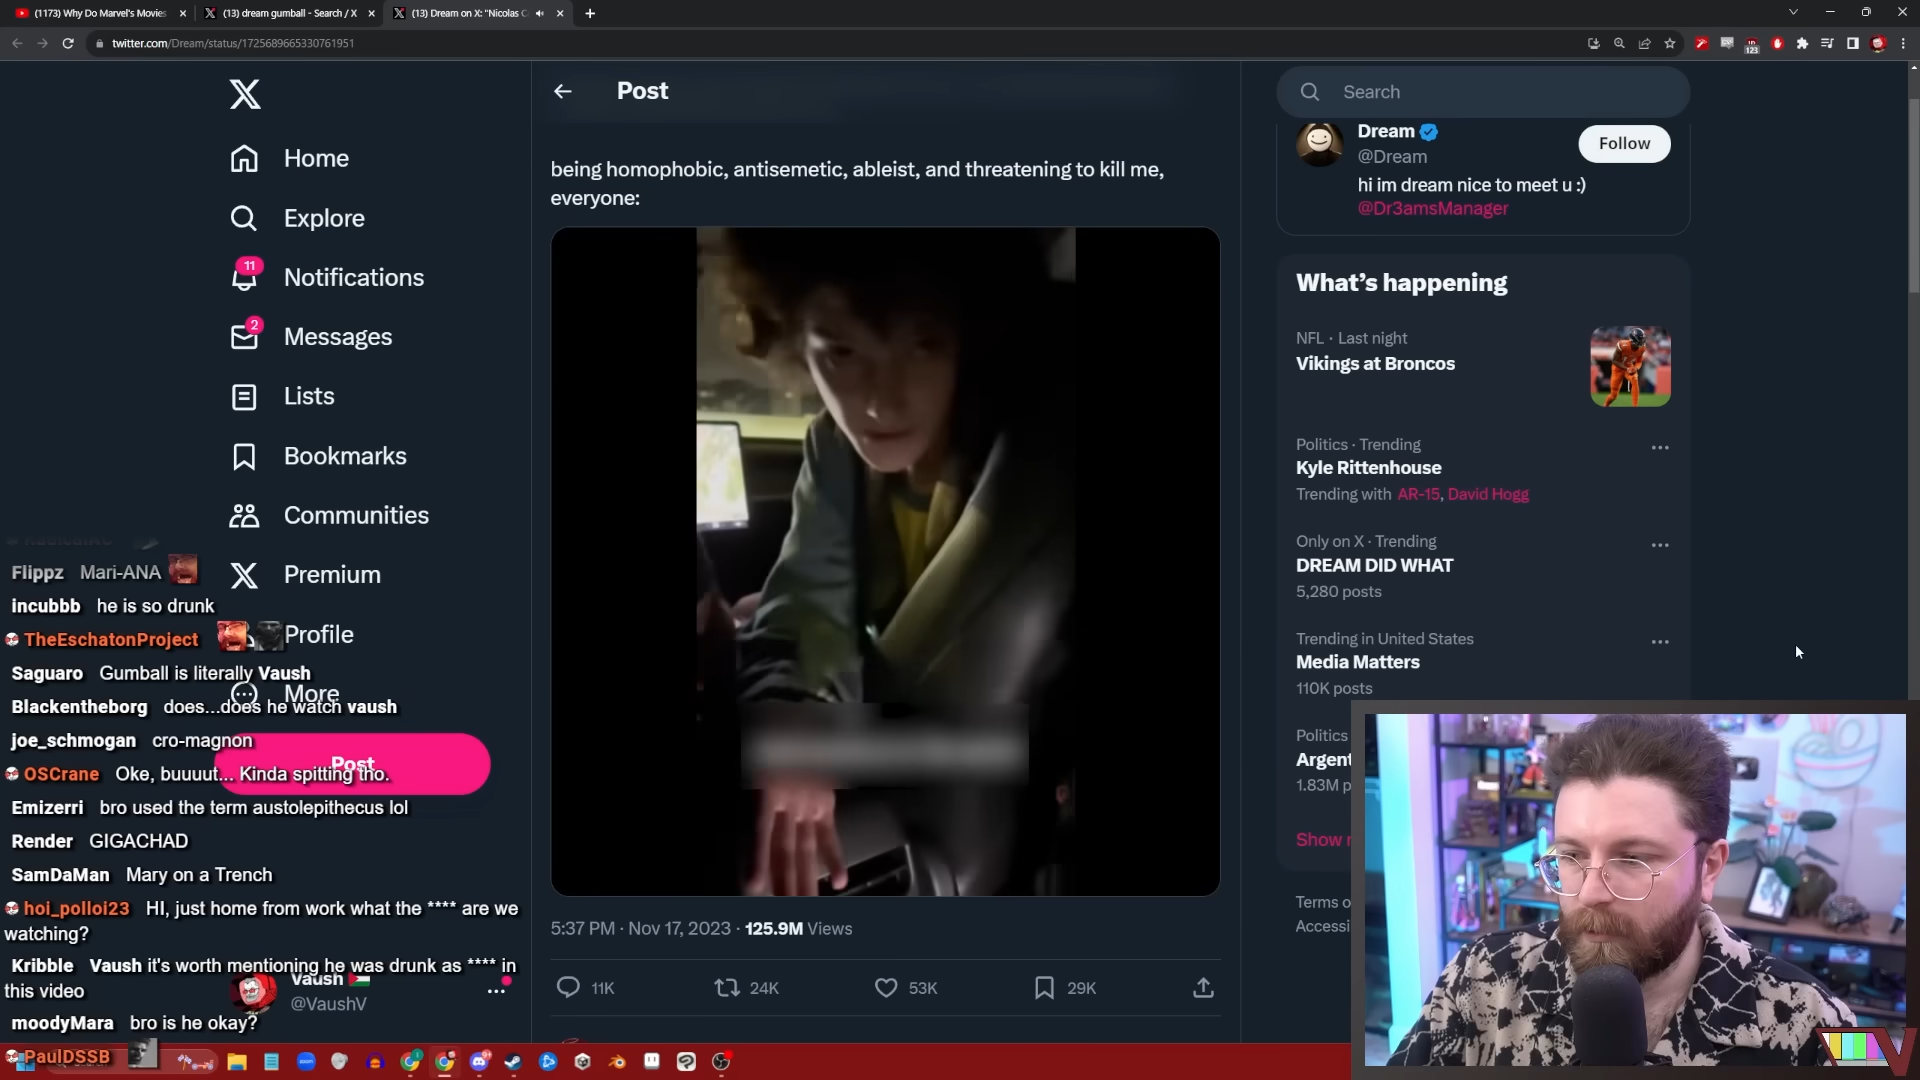 (1173) Why Do Marvel's Movies
(13) dream gumball - Search / X
(13) Dream on X: "Nicolas C
twitter.com/Dream/status/1725689665330761951
123
Post
Search
Home
Explore
11
Notifications
2
Messages
Lists
Bookmarks
Communities
Premium
Profile
More
Post
Vaush
@VaushV
being homophobic, antisemetic, ableist, and threatening to kill me,
everyone:
5:37 PM · Nov 17, 2023 · 125.9M Views
11K
24K
53K
29K
Dream
@Dream
Follow
hi im dream nice to meet u :)
@Dr3amsManager
What's happening
NFL · Last night
Vikings at Broncos
Politics · Trending
Kyle Rittenhouse
Trending with AR-15, David Hogg
Only on X · Trending
DREAM DID WHAT
5,280 posts
Trending in United States
Media Matters
110K posts
Politics
Argent
1.83M p
Show
Terms o
Accessi
Flippz Mari-ANA
incubbb he is so drunk
TheEschatonProject
Saguaro Gumball is literally Vaush
Blackentheborg does...does he watch vaush
joe_schmogan cro-magnon
OSCrane Oke, buuuut... Kinda spitting tho.
Emizerri bro used the term austolepithecus lol
Render GIGACHAD
SamDaMan Mary on a Trench
hoi_polloi23 HI, just home from work what the **** are we
watching?
Kribble Vaush it's worth mentioning he was drunk as **** in
this video
moodyMara bro is he okay?
PaulDSSB